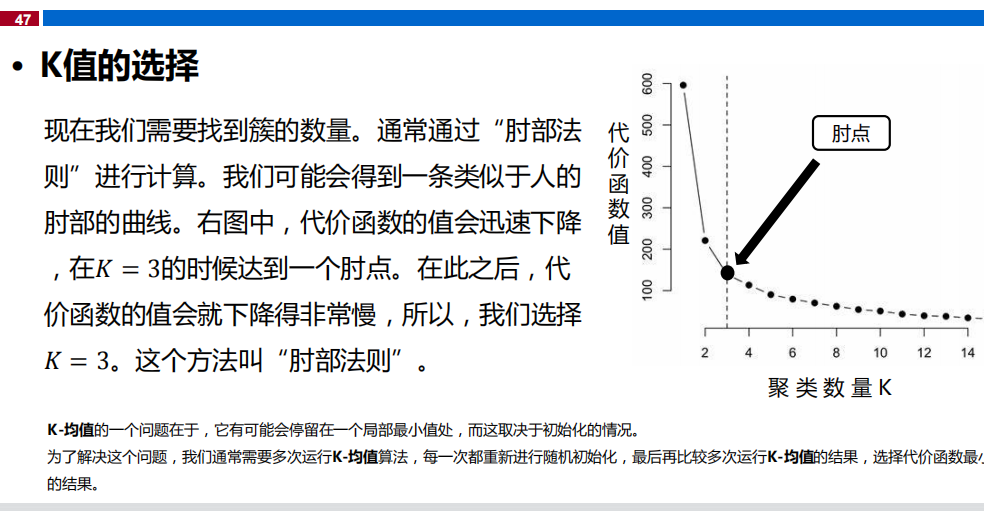 47
• K值的选择
现在我们需要找到簇的数量。通常通过“肘部法
则”进行计算。我们可能会得到一条类似于人的
肘部的曲线。右图中，代价函数的值会迅速下降
，在K = 3的时候达到一个肘点。在此之后，代
价函数的值会就下降得非常慢，所以，我们选择
K = 3。这个方法叫“肘部法则”。
代价函数值
600
500
400
300
200
100
肘点
2 4 6 8 10 12 14
聚类数量K
K-均值的一个问题在于，它有可能会停留在一个局部最小值处，而这取决于初始化的情况。
为了解决这个问题，我们通常需要多次运行K-均值算法，每一次都重新进行随机初始化，最后再比较多次运行K-均值的结果，选择代价函数最小
的结果。